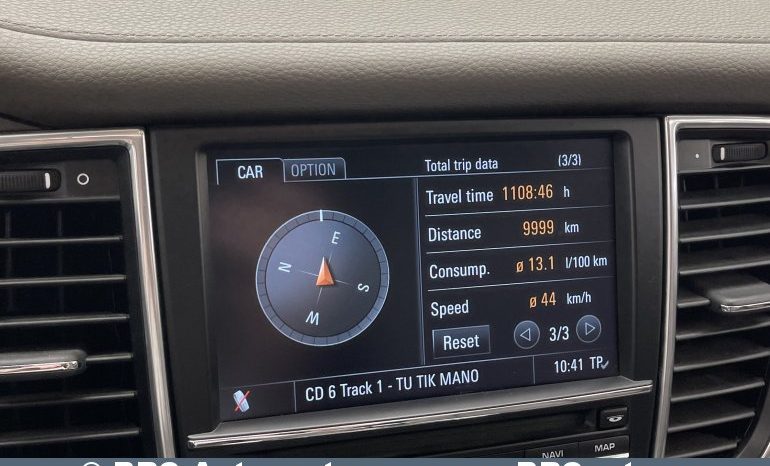 CAR OPTION Total trip data (3/3)
Travel time 1108:46 h
Distance 9999 km
Consump. ø 13.1 l/100 km
Speed ø 44 km/h
Reset 3/3
E
N
S
W
CD 6 Track 1 - TU TIK MANO 10:41 TP
NAVI MAP